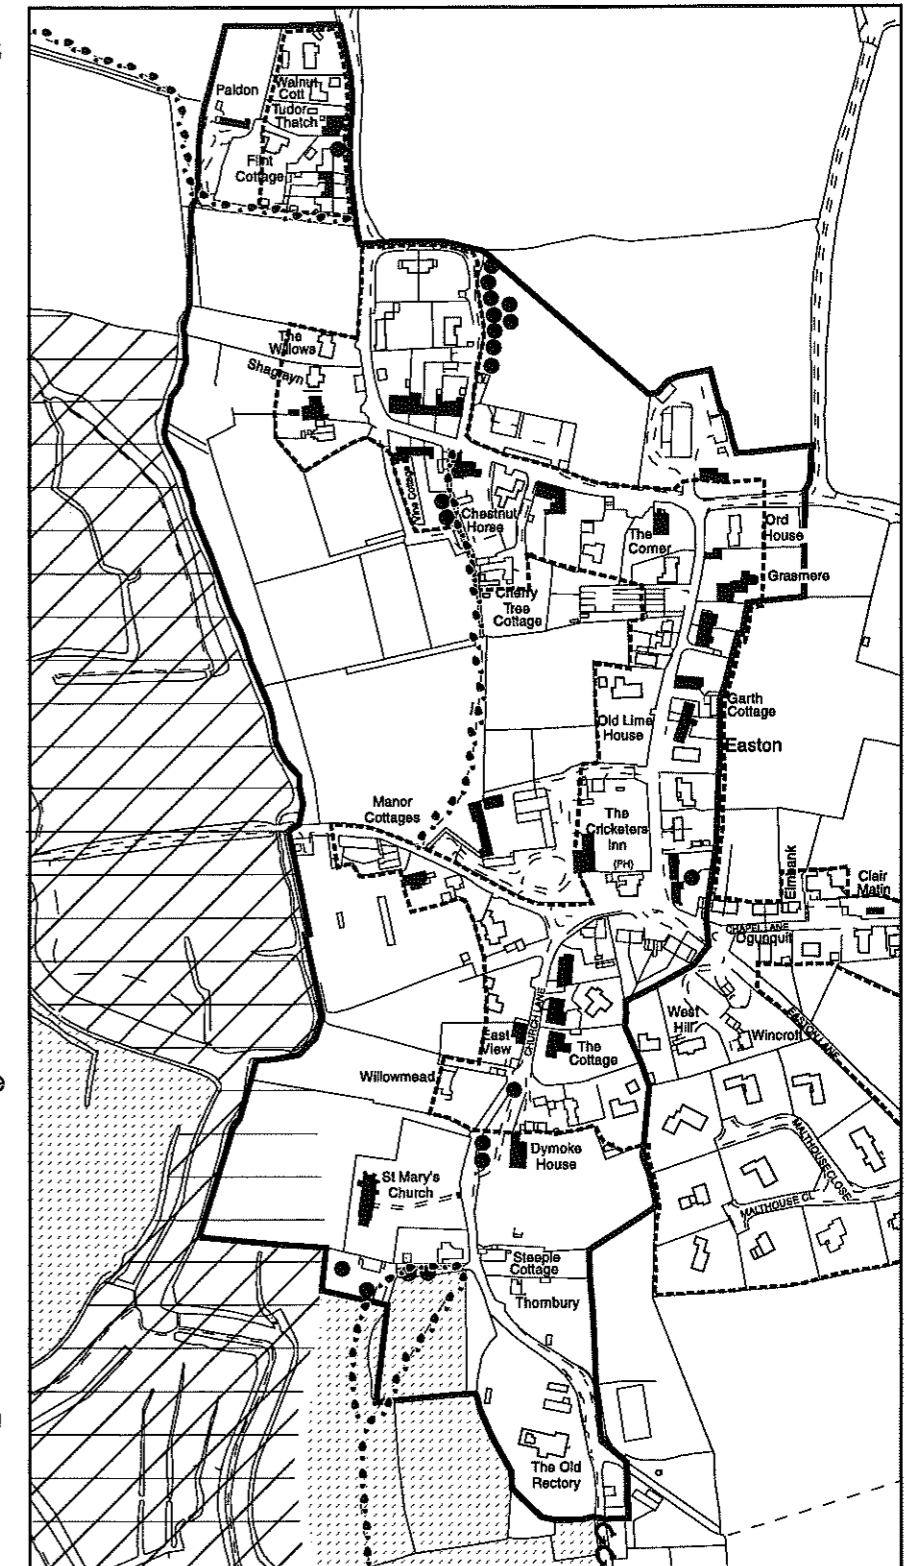 Paldon
Walnut
Cott
Tudor
Thatch
Flint
Cottage
The
Willows
Shagrayn
Vine Cottage
Chestnut
Horse
The
Corner
Ord
House
Grasmere
Cherry
Tree
Cottage
Old Lime
House
Garth
Cottage
Easton
Manor
Cottages
The
Cricketers
Inn
(PH)
Elmbank
Clair
Matin
CHAPEL LANE
Ogunquit
EASTON LANE
West
Hill
Wincroft
CHURCH LANE
East
View
The
Cottage
Willowmead
Dymoke
House
MALTHOUSE CLOSE
MALTHOUSE CL
St Mary's
Church
Steeple
Cottage
Thornbury
The Old
Rectory